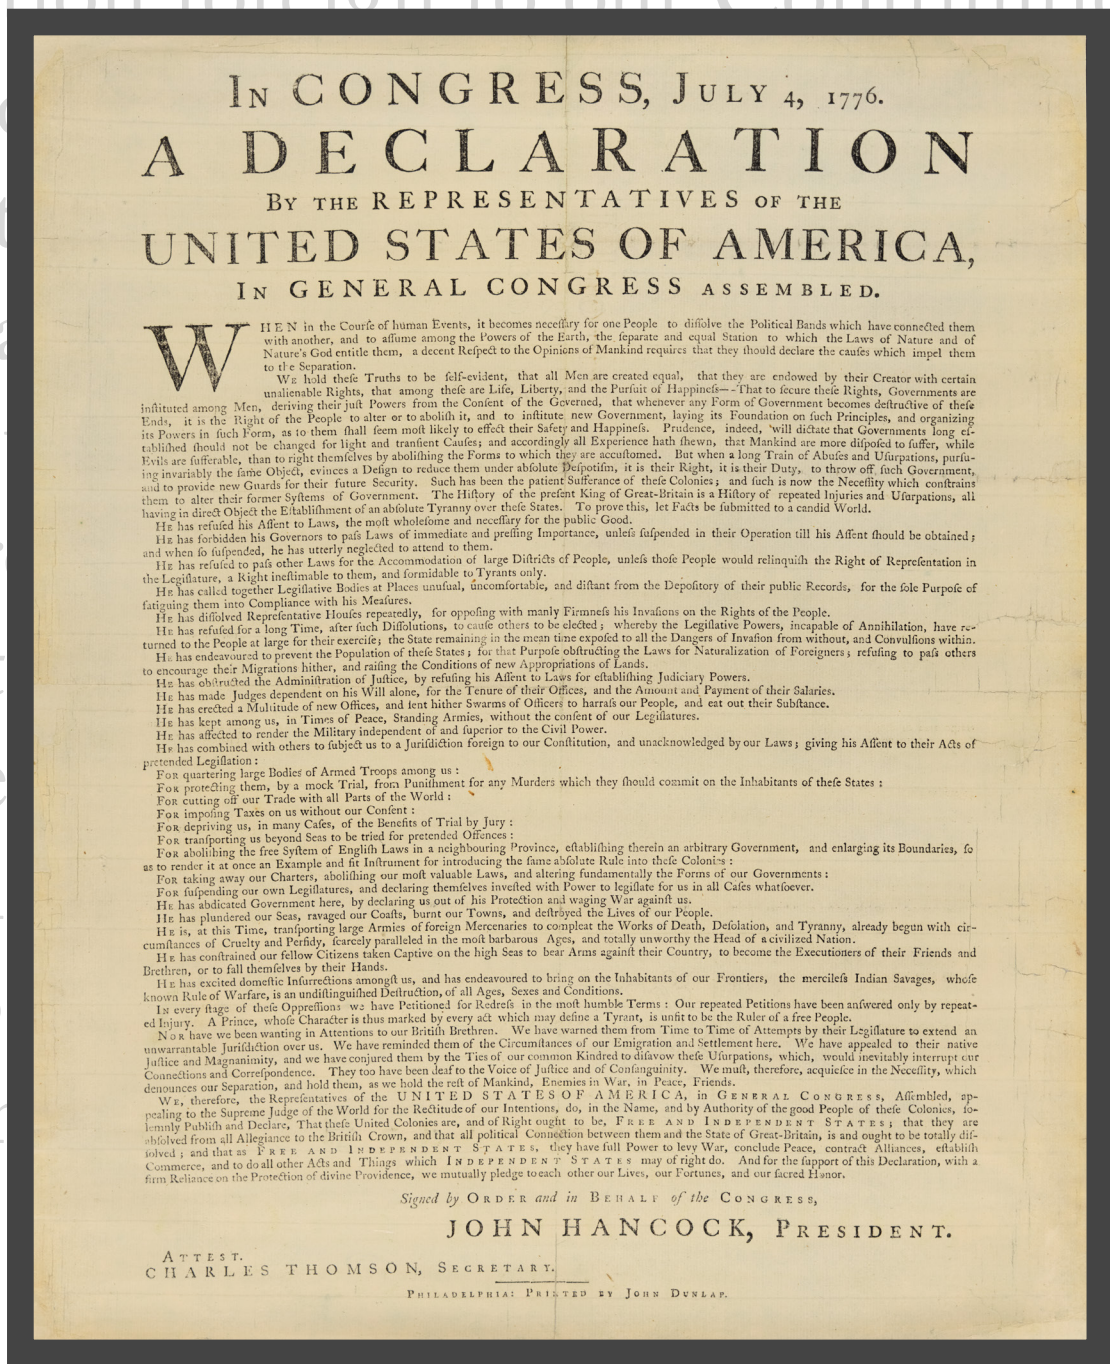 IN CONGRESS, JULY 4, 1776.
A DECLARATION
BY THE REPRESENTATIVES OF THE
UNITED STATES OF AMERICA,
IN GENERAL CONGRESS ASSEMBLED.
WHEN in the Courſe of human Events, it becomes neceſſary for one People to diſſolve the Political Bands which have connected them
with another, and to aſſume among the Powers of the Earth, the ſeparate and equal Station to which the Laws of Nature and of
Nature's God entitle them, a decent Reſpect to the Opinions of Mankind requires that they ſhould declare the cauſes which impel them
to the Separation.
WE hold theſe Truths to be ſelf-evident, that all Men are created equal, that they are endowed by their Creator with certain
unalienable Rights, that among theſe are Life, Liberty, and the Purſuit of Happineſs--That to ſecure theſe Rights, Governments are
inſtituted among Men, deriving their juſt Powers from the Conſent of the Governed, that whenever any Form of Government becomes deſtructive of theſe
Ends, it is the Right of the People to alter or to aboliſh it, and to inſtitute new Government, laying its Foundation on ſuch Principles, and organizing
its Powers in ſuch Form, as to them ſhall ſeem moſt likely to effect their Safety and Happineſs. Prudence, indeed, will dictate that Governments long eſ-
tabliſhed ſhould not be changed for light and tranſient Cauſes; and accordingly all Experience hath ſhewn, that Mankind are more diſpoſed to ſuffer, while
Evils are ſufferable, than to right themſelves by aboliſhing the Forms to which they are accuſtomed. But when a long Train of Abuſes and Uſurpations, purſu-
ing invariably the ſame Object, evinces a Deſign to reduce them under abſolute Deſpotiſm, it is their Right, it is their Duty, to throw off ſuch Government,
and to provide new Guards for their future Security. Such has been the patient Sufferance of theſe Colonies; and ſuch is now the Neceſſity which conſtrains
them to alter their former Syſtems of Government. The Hiſtory of the preſent King of Great-Britain is a Hiſtory of repeated Injuries and Uſurpations, all
having in direct Object the Eſtabliſhment of an abſolute Tyranny over theſe States. To prove this, let Facts be ſubmitted to a candid World.
HE has refuſed his Aſſent to Laws, the moſt wholeſome and neceſſary for the public Good.
HE has forbidden his Governors to paſs Laws of immediate and preſſing Importance, unleſs ſuſpended in their Operation till his Aſſent ſhould be obtained;
and when ſo ſuſpended, he has utterly neglected to attend to them.
HE has refuſed to paſs other Laws for the Accommodation of large Diſtricts of People, unleſs thoſe People would relinquiſh the Right of Repreſentation in
the Legiſlature, a Right ineſtimable to them, and formidable to Tyrants only.
HE has called together Legiſlative Bodies at Places unuſual, uncomfortable, and diſtant from the Depoſitory of their public Records, for the ſole Purpoſe of
fatiguing them into Compliance with his Meaſures.
HE has diſſolved Repreſentative Houſes repeatedly, for oppoſing with manly Firmneſs his Invaſions on the Rights of the People.
HE has refuſed for a long Time, after ſuch Diſſolutions, to cauſe others to be elected; whereby the Legiſlative Powers, incapable of Annihilation, have re-
turned to the People at large for their exerciſe; the State remaining in the mean time expoſed to all the Dangers of Invaſion from without, and Convulſions within.
HE has endeavoured to prevent the Population of theſe States; for that Purpoſe obſtructing the Laws for Naturalization of Foreigners; refuſing to paſs others
to encourage their Migrations hither, and raiſing the Conditions of new Appropriations of Lands.
HE has obſtructed the Adminiſtration of Juſtice, by refuſing his Aſſent to Laws for eſtabliſhing Judiciary Powers.
HE has made Judges dependent on his Will alone, for the Tenure of their Offices, and the Amount and Payment of their Salaries.
HE has erected a Multitude of new Offices, and ſent hither Swarms of Officers to harraſs our People, and eat out their Subſtance.
HE has kept among us, in Times of Peace, Standing Armies, without the conſent of our Legiſlatures.
HE has affected to render the Military independent of and ſuperior to the Civil Power.
HE has combined with others to ſubject us to a Juriſdiction foreign to our Conſtitution, and unacknowledged by our Laws; giving his Aſſent to their Acts of
pretended Legiſlation:
FOR quartering large Bodies of Armed Troops among us:
FOR protecting them, by a mock Trial, from Puniſhment for any Murders which they ſhould commit on the Inhabitants of theſe States:
FOR cutting off our Trade with all Parts of the World:
FOR impoſing Taxes on us without our Conſent:
FOR depriving us, in many Caſes, of the Benefits of Trial by Jury:
FOR tranſporting us beyond Seas to be tried for pretended Offences:
FOR aboliſhing the free Syſtem of Engliſh Laws in a neighbouring Province, eſtabliſhing therein an arbitrary Government, and enlarging its Boundaries, ſo
as to render it at once an Example and fit Inſtrument for introducing the ſame abſolute Rule into theſe Colonies:
FOR taking away our Charters, aboliſhing our moſt valuable Laws, and altering fundamentally the Forms of our Governments:
FOR ſuſpending our own Legiſlatures, and declaring themſelves inveſted with Power to legiſlate for us in all Caſes whatſoever.
HE has abdicated Government here, by declaring us out of his Protection and waging War againſt us.
HE has plundered our Seas, ravaged our Coaſts, burnt our Towns, and deſtroyed the Lives of our People.
HE is, at this Time, tranſporting large Armies of foreign Mercenaries to compleat the Works of Death, Deſolation, and Tyranny, already begun with cir-
cumſtances of Cruelty and Perfidy, ſcarcely paralleled in the moſt barbarous Ages, and totally unworthy the Head of a civilized Nation.
HE has conſtrained our fellow Citizens taken Captive on the high Seas to bear Arms againſt their Country, to become the Executioners of their Friends and
Brethren, or to fall themſelves by their Hands.
HE has excited domeſtic Inſurrections amongſt us, and has endeavoured to bring on the Inhabitants of our Frontiers, the mercileſs Indian Savages, whoſe
known Rule of Warfare, is an undiſtinguiſhed Deſtruction, of all Ages, Sexes and Conditions.
IN every ſtage of theſe Oppreſſions we have Petitioned for Redreſs in the moſt humble Terms: Our repeated Petitions have been anſwered only by repeat-
ed Injury. A Prince, whoſe Character is thus marked by every act which may define a Tyrant, is unfit to be the Ruler of a free People.
NOR have we been wanting in Attentions to our Britiſh Brethren. We have warned them from Time to Time of Attempts by their Legiſlature to extend an
unwarrantable Juriſdiction over us. We have reminded them of the Circumſtances of our Emigration and Settlement here. We have appealed to their native
Juſtice and Magnanimity, and we have conjured them by the Ties of our common Kindred to diſavow theſe Uſurpations, which, would inevitably interrupt our
Connections and Correſpondence. They too have been deaf to the Voice of Juſtice and of Conſanguinity. We muſt, therefore, acquieſce in the Neceſſity, which
denounces our Separation, and hold them, as we hold the reſt of Mankind, Enemies in War, in Peace, Friends.
WE, therefore, the Repreſentatives of the UNITED STATES OF AMERICA, in GENERAL CONGRESS, Aſſembled, ap-
pealing to the Supreme Judge of the World for the Rectitude of our Intentions, do, in the Name, and by Authority of the good People of theſe Colonies, ſo-
lemnly Publiſh and Declare, That theſe United Colonies are, and of Right ought to be, FREE AND INDEPENDENT STATES; that they are
abſolved from all Allegiance to the Britiſh Crown, and that all political Connection between them and the State of Great-Britain, is and ought to be totally diſ-
ſolved; and that as FREE AND INDEPENDENT STATES, they have full Power to levy War, conclude Peace, contract Alliances, eſtabliſh
Commerce, and to do all other Acts and Things which INDEPENDENT STATES may of right do. And for the ſupport of this Declaration, with a
firm Reliance on the Protection of divine Providence, we mutually pledge to each other our Lives, our Fortunes, and our ſacred Honor.
Signed by ORDER and in BEHALF of the CONGRESS,
JOHN HANCOCK, PRESIDENT.
ATTEST.
CHARLES THOMSON, SECRETARY.
PHILADELPHIA: PRINTED BY JOHN DUNLAP.